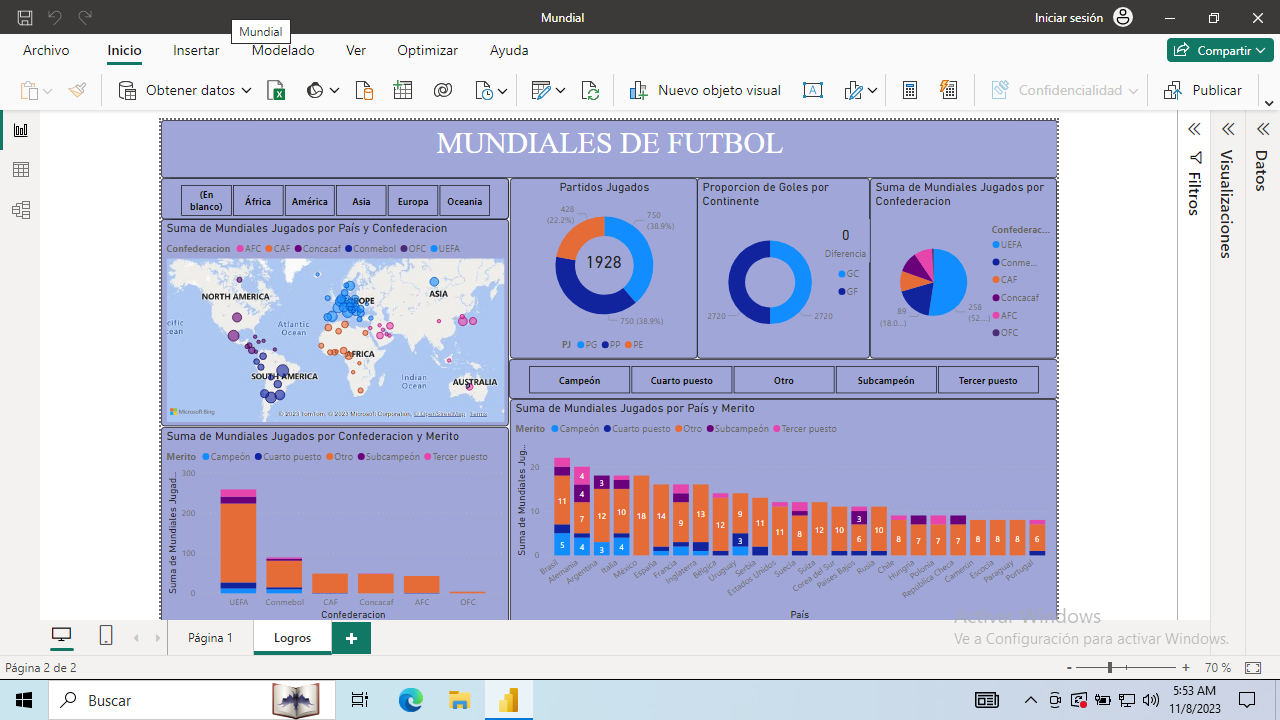 Mundial
Iniciar sesión
Mundial
Archivo
Inicio
Insertar
Modelado
Ver
Optimizar
Ayuda
Compartir
Obtener datos
Nuevo objeto visual
Confidencialidad
Publicar
MUNDIALES DE FUTBOL
(En blanco)
África
América
Asia
Europa
Oceanía
Suma de Mundiales Jugados por País y Confederacion
Confederacion AFC CAF Concacaf Conmebol OFC UEFA
NORTH AMERICA
EUROPE
ASIA
cific
cean
Atlantic
Ocean
AFRICA
SOUTH AMERICA
Indian
Ocean
AUSTRALIA
Microsoft Bing
© 2023 TomTom, © 2023 Microsoft Corporation, © OpenStreetMap Terms
Partidos Jugados
428
(22.2%)
750
(38.9%)
1928
750 (38.9%)
PJ PG PP PE
Proporcion de Goles por
Continente
0
Diferencia
GC
GF
2720
2720
Suma de Mundiales Jugados por
Confederacion
Confederac...
UEFA
Conme...
CAF
Concacaf
AFC
OFC
89
(18.0...)
256
(52....)
Campeón
Cuarto puesto
Otro
Subcampeón
Tercer puesto
Suma de Mundiales Jugados por Confederacion y Merito
Merito Campeón Cuarto puesto Otro Subcampeón Tercer puesto
Suma de Mundiales Jugad...
300
200
100
0
UEFA Conmebol CAF Concacaf AFC OFC
Confederacion
Suma de Mundiales Jugados por País y Merito
Merito Campeón Cuarto puesto Otro Subcampeón Tercer puesto
Suma de Mundiales Jug...
20
10
0
11 5
4 4 7 4
3 12 3
10 4
18
14
9
13
12
9 3
11
11
8
12
10
3 6
10
8
7
7
7
8
8
8
6
Brasil
Alemania
Argentina
Italia
Mexico
España
Francia
Inglaterra
Bélgica
Uruguay
Serbia
Estados Unidos
Suecia
Suiza
Corea del Sur
Países Bajos
Rusia
Chile
Hungría
Polonia
República Checa
Camerún
Escocia
Paraguay
Portugal
País
Filtros
Visualizaciones
Datos
Activar Windows
Ve a Configuración para activar Windows.
Página 1
Logros
Página 2 de 2
- + 70 %
Buscar
5:53 AM
11/8/2023